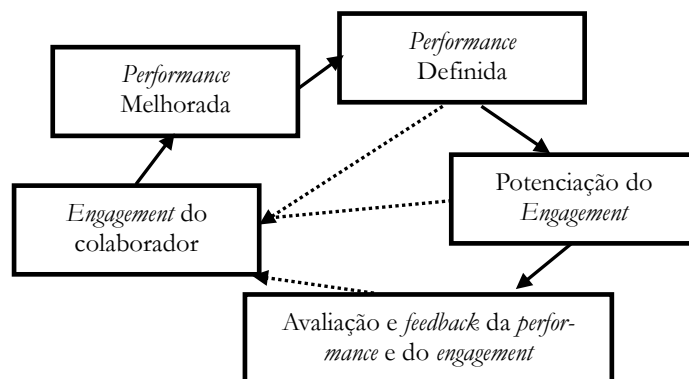 Performance
Definida
Performance
Melhorada
Potenciação do
Engagement
Engagement do
colaborador
Avaliação e feedback da perfor-
mance e do engagement